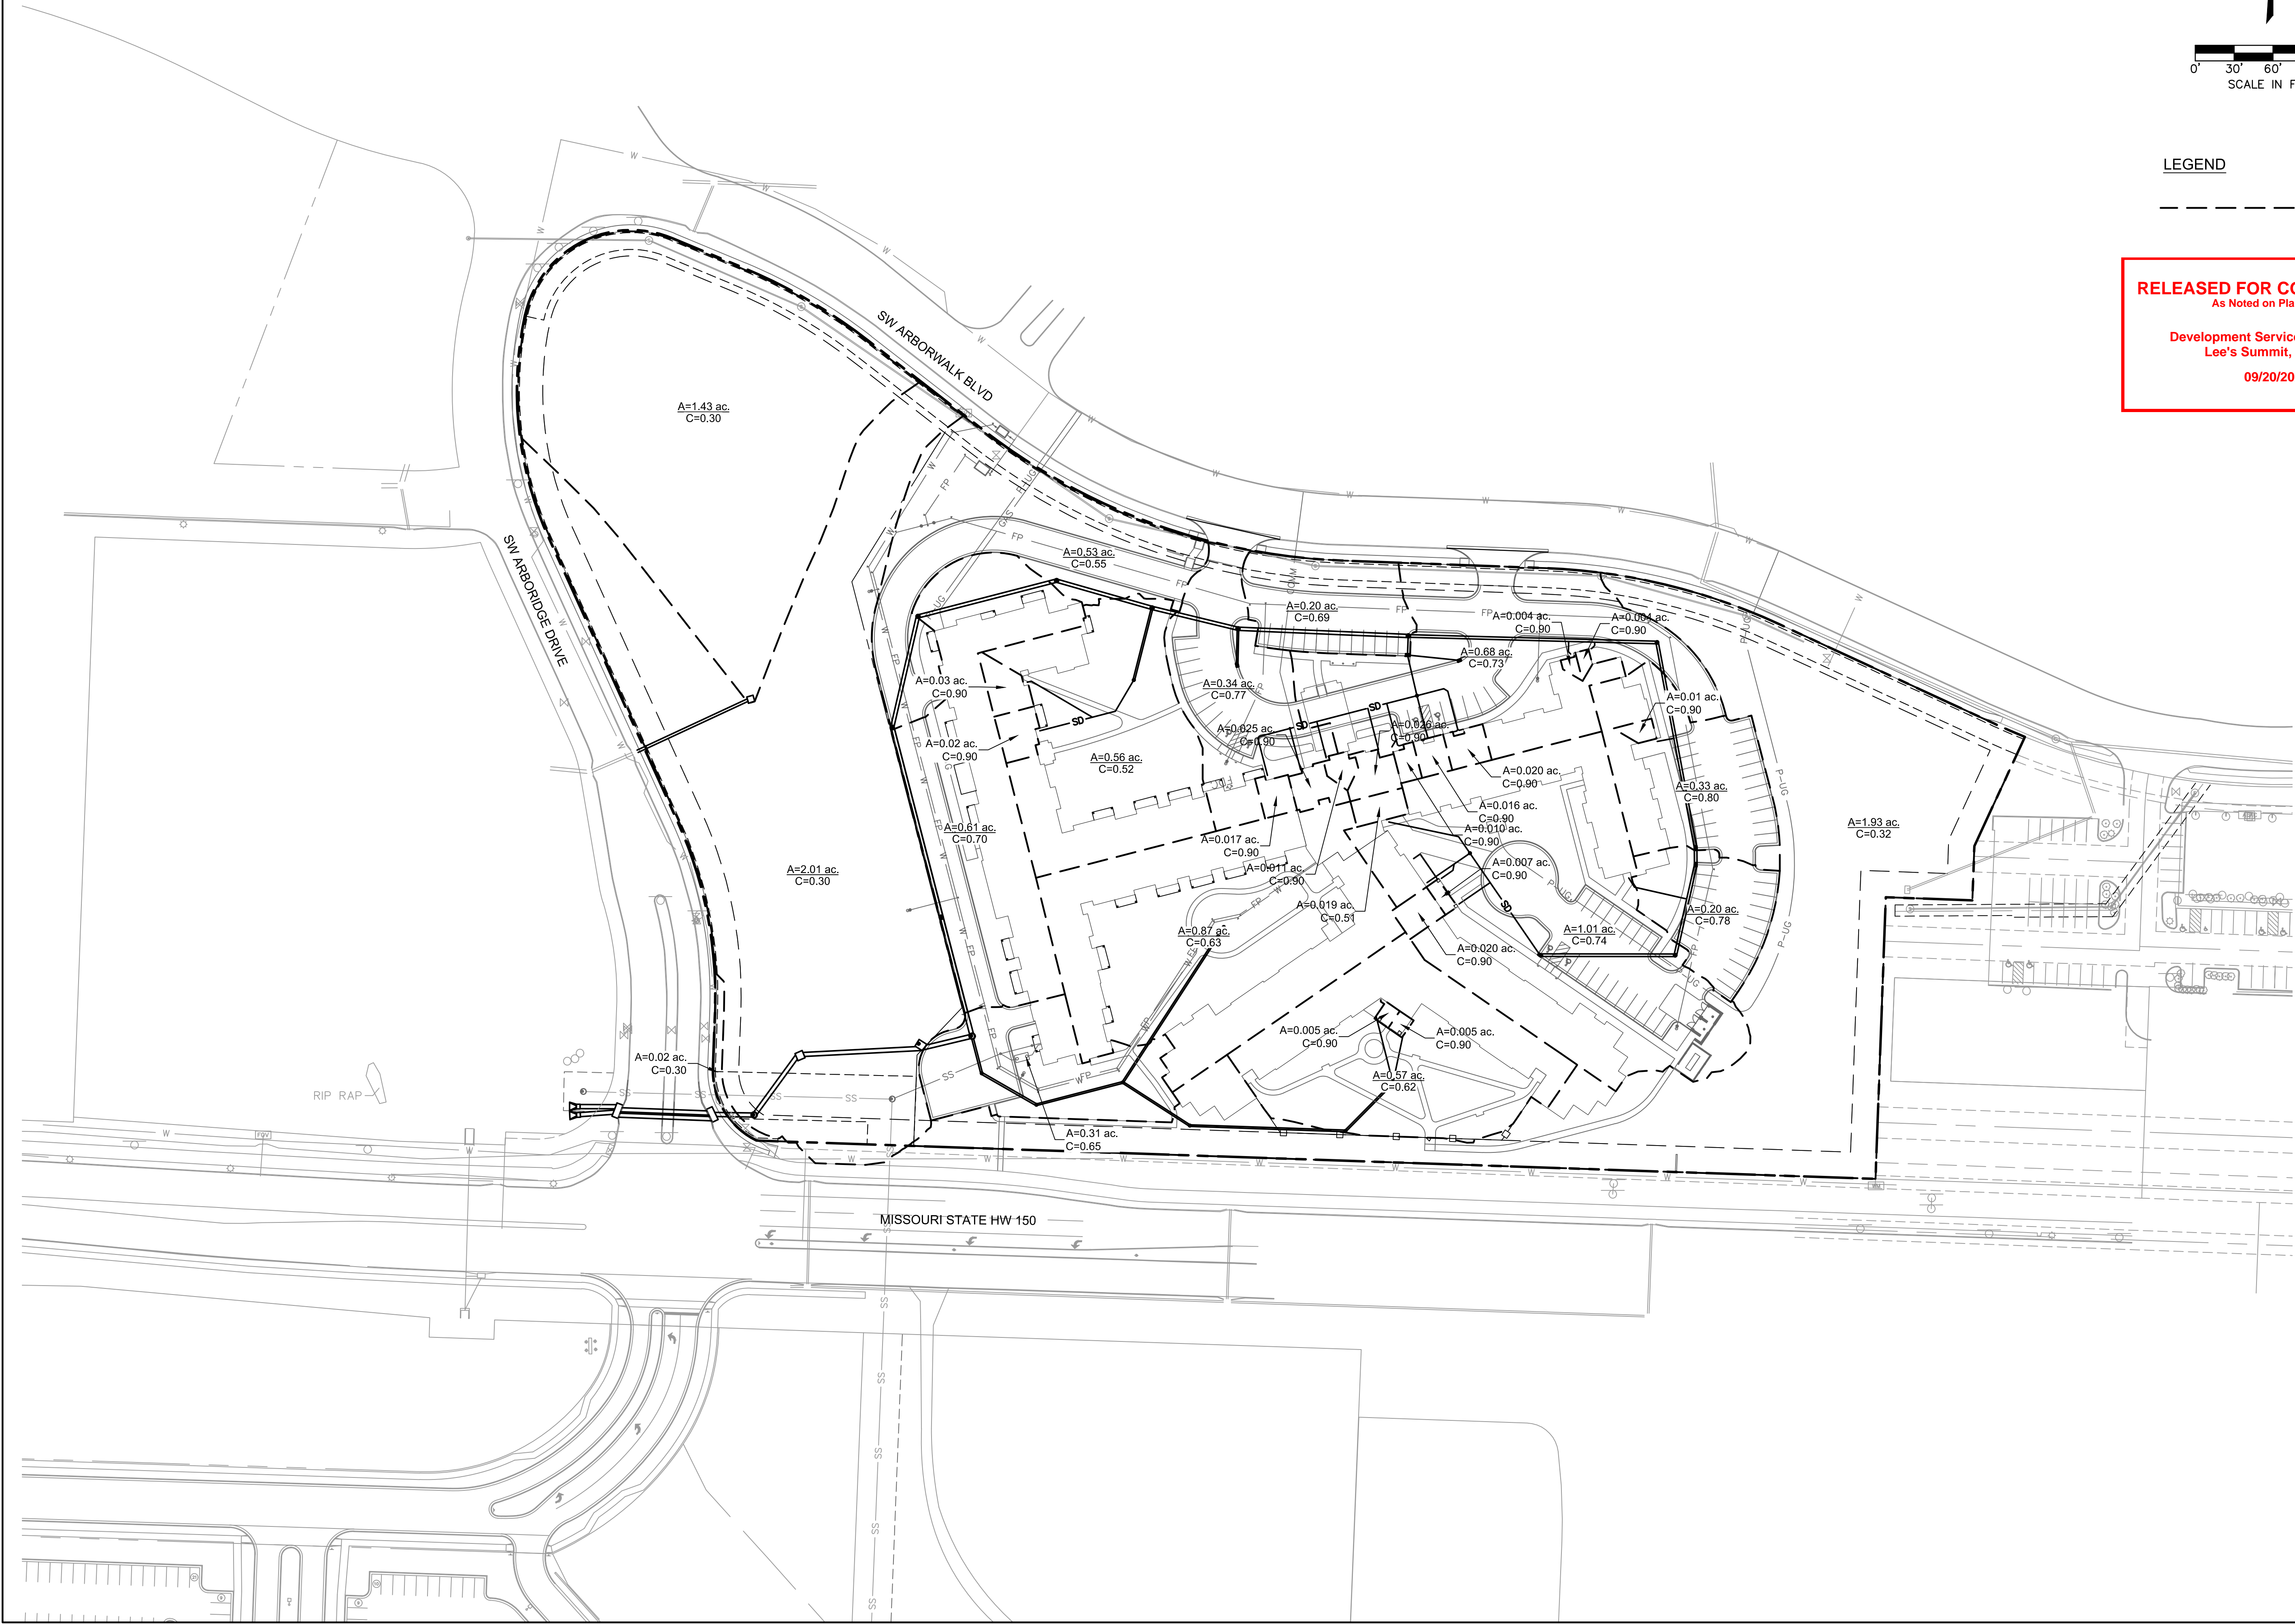 0' 30' 60'
SCALE IN F
LEGEND
RELEASED FOR CO
As Noted on Pla
Development Service
Lee's Summit,
09/20/20
SW ARBORWALK BLVD
A=1.43 ac.
C=0.30
SW ARBORIDGE DRIVE
A=0.53 ac.
C=0.55
A=0.20 ac.
C=0.69
A=0.004 ac.
C=0.90
A=0.004 ac.
C=0.90
A=0.68 ac.
C=0.73
A=0.03 ac.
C=0.90
A=0.34 ac.
C=0.77
A=0.01 ac.
C=0.90
A=0.025 ac.
C=0.90
A=0.026 ac.
C=0.90
A=0.02 ac.
C=0.90
A=0.56 ac.
C=0.52
A=0.020 ac.
C=0.90
A=0.33 ac.
C=0.80
A=0.016 ac.
C=0.90
A=0.61 ac.
C=0.70
A=0.010 ac.
C=0.90
A=1.93 ac.
C=0.32
A=0.017 ac.
C=0.90
A=2.01 ac.
C=0.30
A=0.011 ac.
C=0.90
A=0.007 ac.
C=0.90
A=0.019 ac.
C=0.51
A=0.20 ac.
C=0.78
A=0.87 ac.
C=0.63
A=1.01 ac.
C=0.74
A=0.020 ac.
C=0.90
A=0.005 ac.
C=0.90
A=0.005 ac.
C=0.90
A=0.02 ac.
C=0.30
A=0.57 ac.
C=0.62
RIP RAP
A=0.31 ac.
C=0.65
MISSOURI STATE HW 150
SD
SD
SD
SD
GAS
COMM
P-UG
P-UG
P-UG
P-UG
P-UG
FP
FP
FP
FP
W
W
W
SS
SS
SS
SS